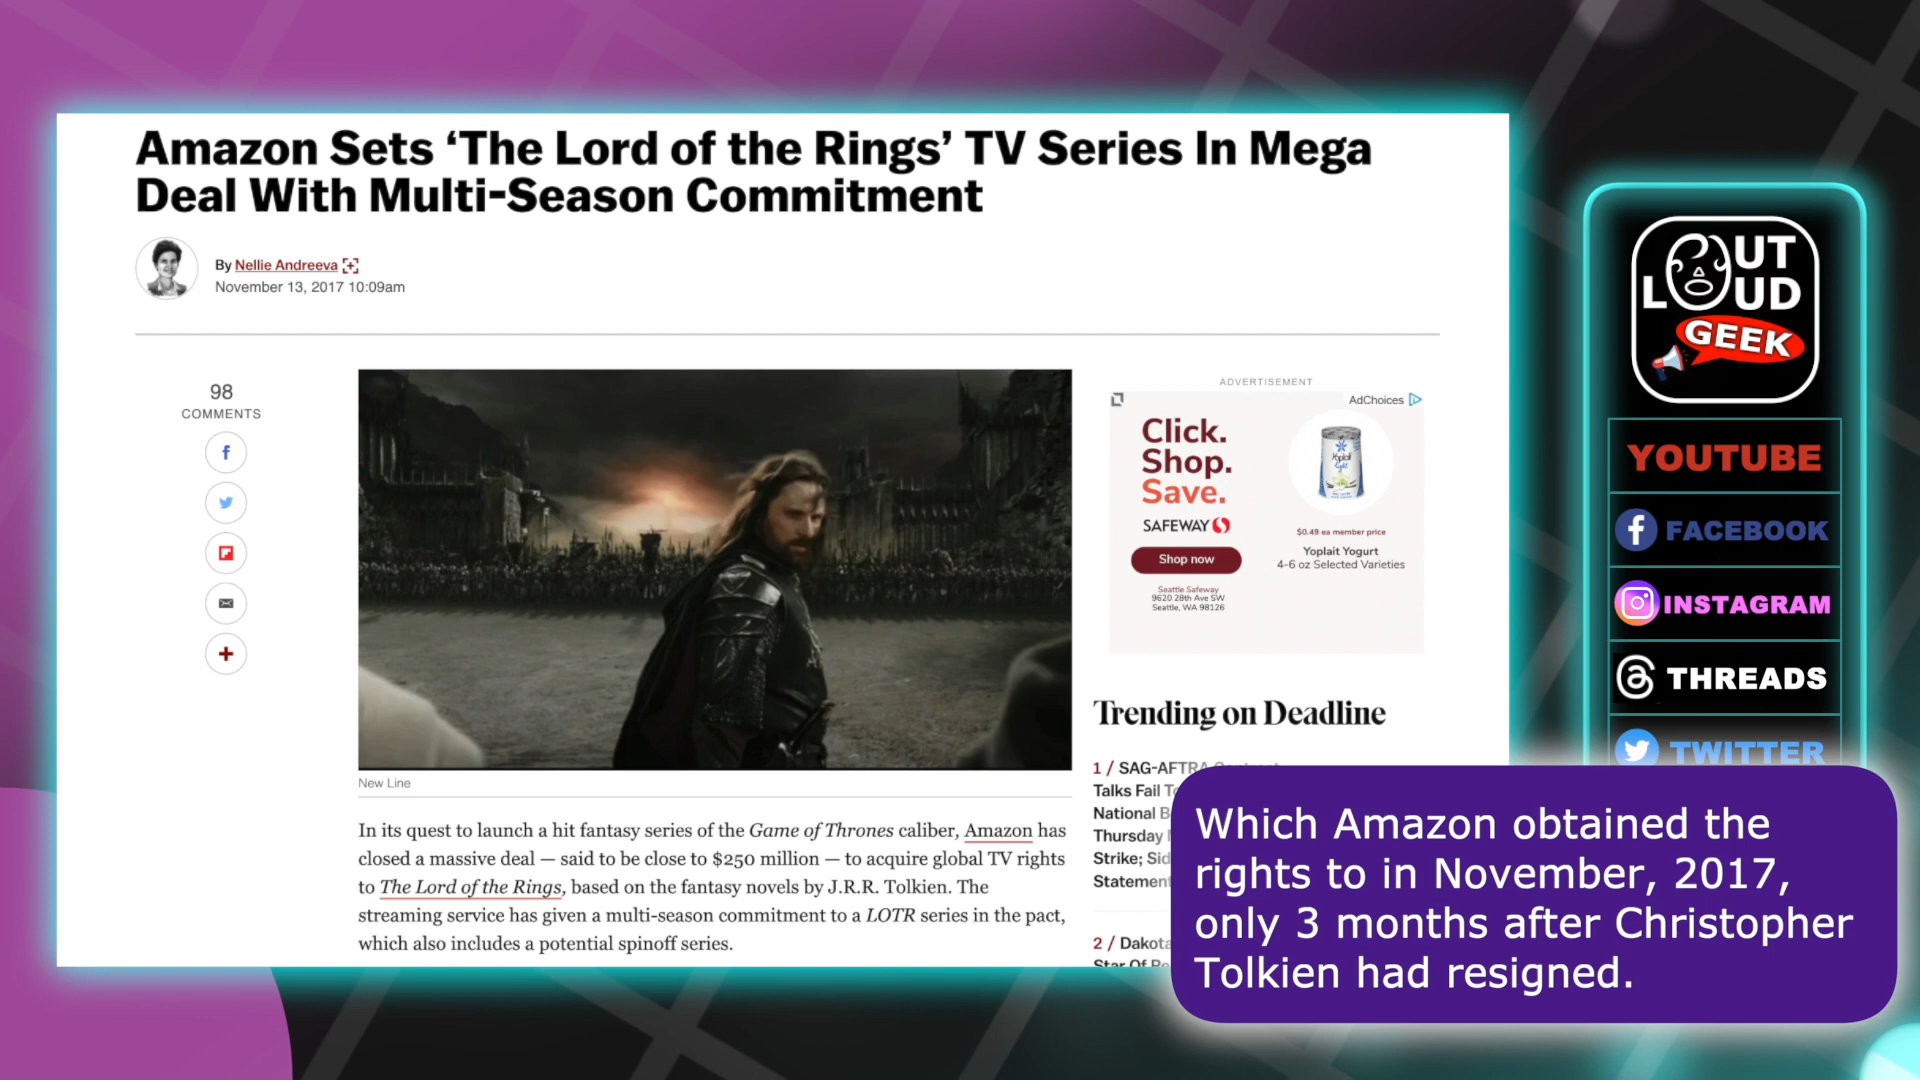 Amazon Sets ‘The Lord of the Rings’ TV Series In Mega
Deal With Multi-Season Commitment
By Nellie Andreeva
November 13, 2017 10:09am
98
COMMENTS
New Line
In its quest to launch a hit fantasy series of the Game of Thrones caliber, Amazon has
closed a massive deal — said to be close to $250 million — to acquire global TV rights
to The Lord of the Rings, based on the fantasy novels by J.R.R. Tolkien. The
streaming service has given a multi-season commitment to a LOTR series in the pact,
which also includes a potential spinoff series.
ADVERTISEMENT
AdChoices
Click.
Shop.
Save.
SAFEWAY
Shop now
Seattle Safeway
9620 28th Ave SW
Seattle, WA 98126
Yoplait
light
$0.49 ea member price
Yoplait Yogurt
4-6 oz Selected Varieties
Trending on Deadline
1 / SAG-AFTRA
Talks Fail
National
Thursday
Strike;
Statement
2 / Dakota
Star Of
OUT
LOUD
GEEK
YOUTUBE
FACEBOOK
INSTAGRAM
THREADS
TWITTER
Which Amazon obtained the
rights to in November, 2017,
only 3 months after Christopher
Tolkien had resigned.